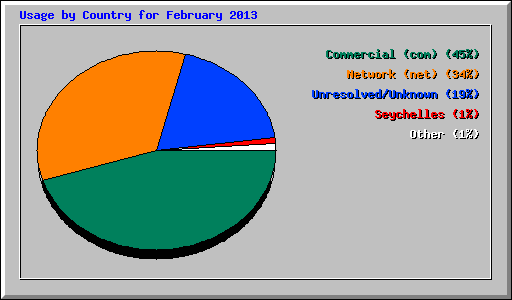 Usage by Country for February 2013
Commercial (com) (45%)
Network (net) (34%)
Unresolved/Unknown (19%)
Seychelles (1%)
Other (1%)